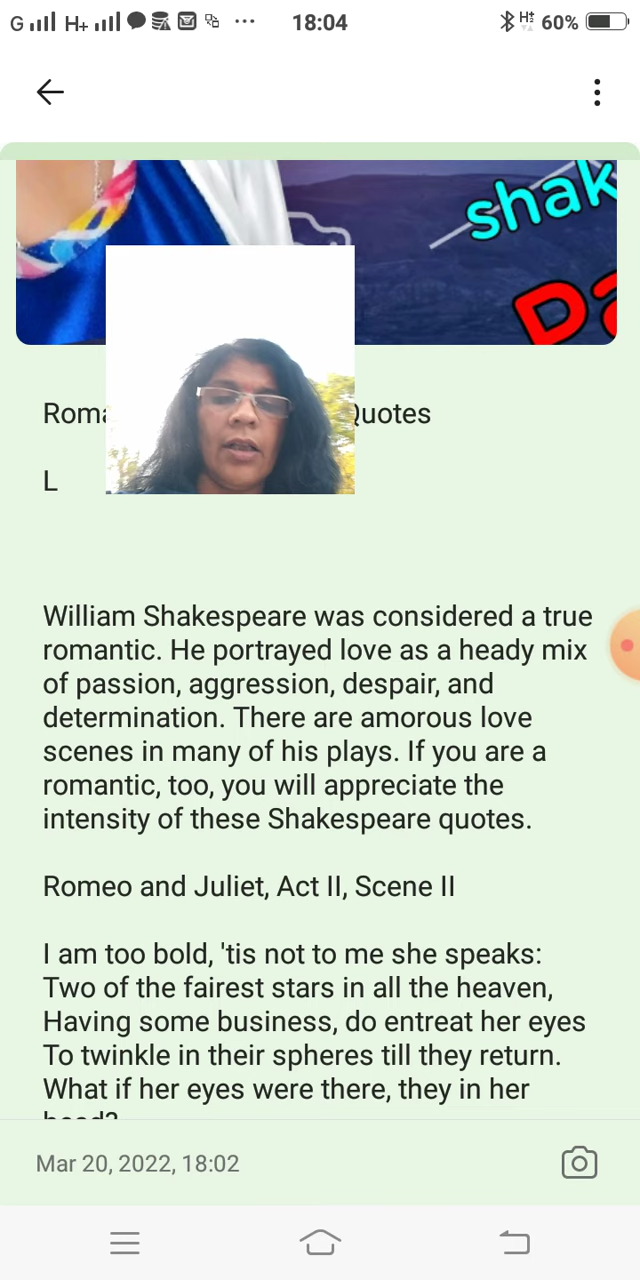 G H+ 18:04 H+ 60%
shak
Da
Roma Quotes
L
William Shakespeare was considered a true
romantic. He portrayed love as a heady mix
of passion, aggression, despair, and
determination. There are amorous love
scenes in many of his plays. If you are a
romantic, too, you will appreciate the
intensity of these Shakespeare quotes.
Romeo and Juliet, Act II, Scene II
I am too bold, 'tis not to me she speaks:
Two of the fairest stars in all the heaven,
Having some business, do entreat her eyes
To twinkle in their spheres till they return.
What if her eyes were there, they in her
head?
Mar 20, 2022, 18:02